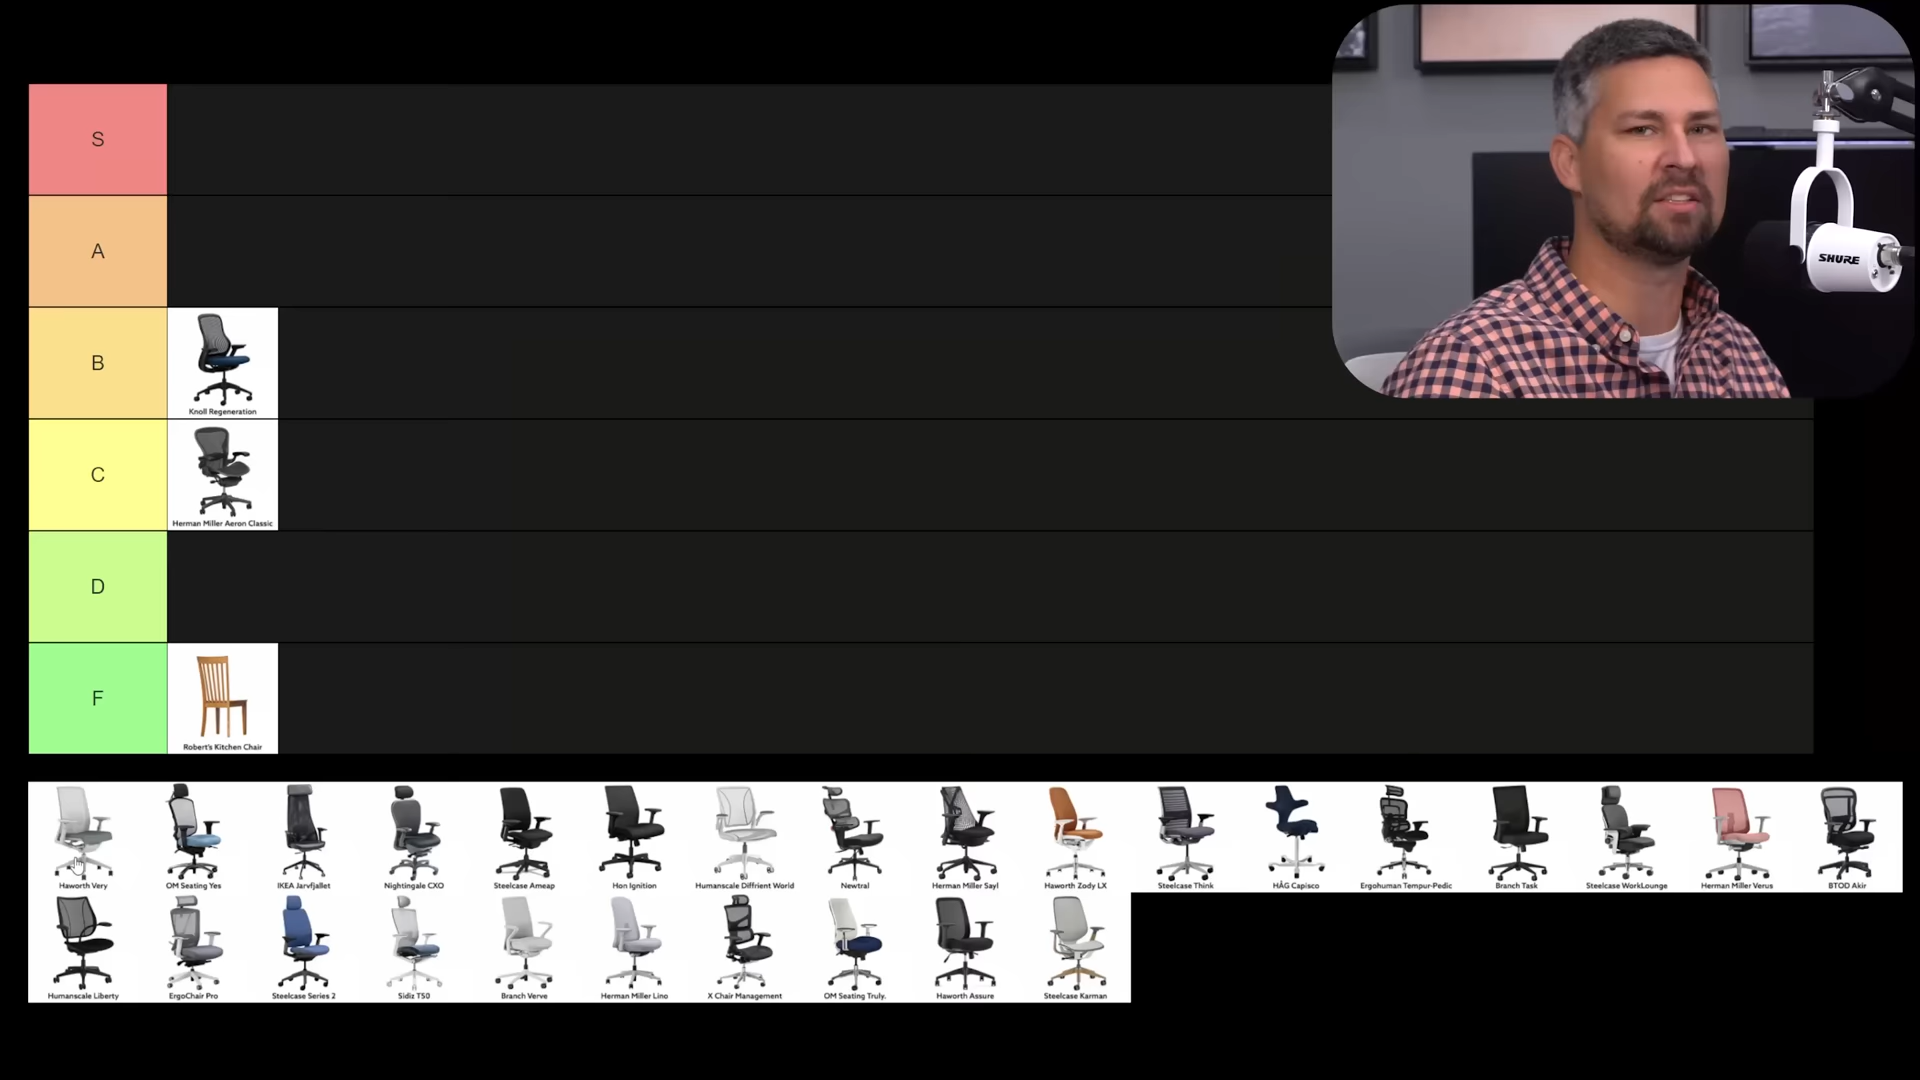 S
SHURE
A
B
Knoll Regeneration
C
Herman Miller Aeron Classic
D
F
Robert's Kitchen Chair
Haworth Very
OM Seating Yes
IKEA Jarvfjallet
Nightingale CXO
Steelcase Ameap
Hon Ignition
Humanscale Diffrient World
Newtral
Herman Miller Sayl
Haworth Zody LX
Steelcase Think
HÅG Capisco
Ergohuman Tempur-Pedic
Branch Task
Steelcase WorkLounge
Herman Miller Verus
BTOD Akir
Humanscale Liberty
ErgoChair Pro
Steelcase Series 2
Sidiz T50
Branch Verve
Herman Miller Lino
X Chair Management
OM Seating Truly.
Haworth Assure
Steelcase Karman